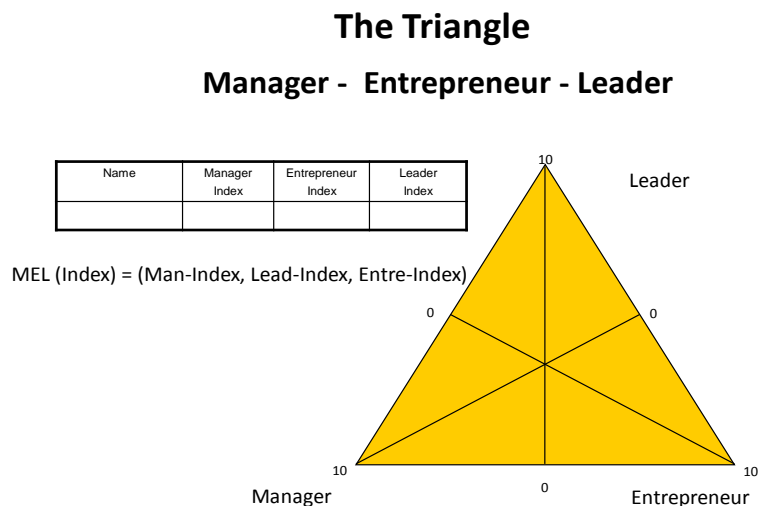 The Triangle
Manager -  Entrepreneur - Leader
Name Manager Entrepreneur Leader
Index Index Index
10
Leader
MEL (Index) = (Man-Index, Lead-Index, Entre-Index)
0 0
10 10
0
Manager Entrepreneur